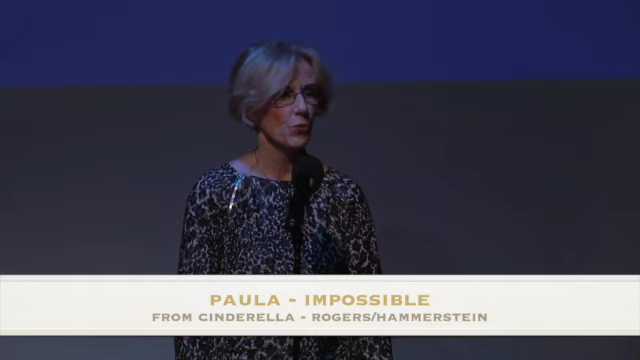 PAULA - IMPOSSIBLE
FROM CINDERELLA - ROGERS/HAMMERSTEIN